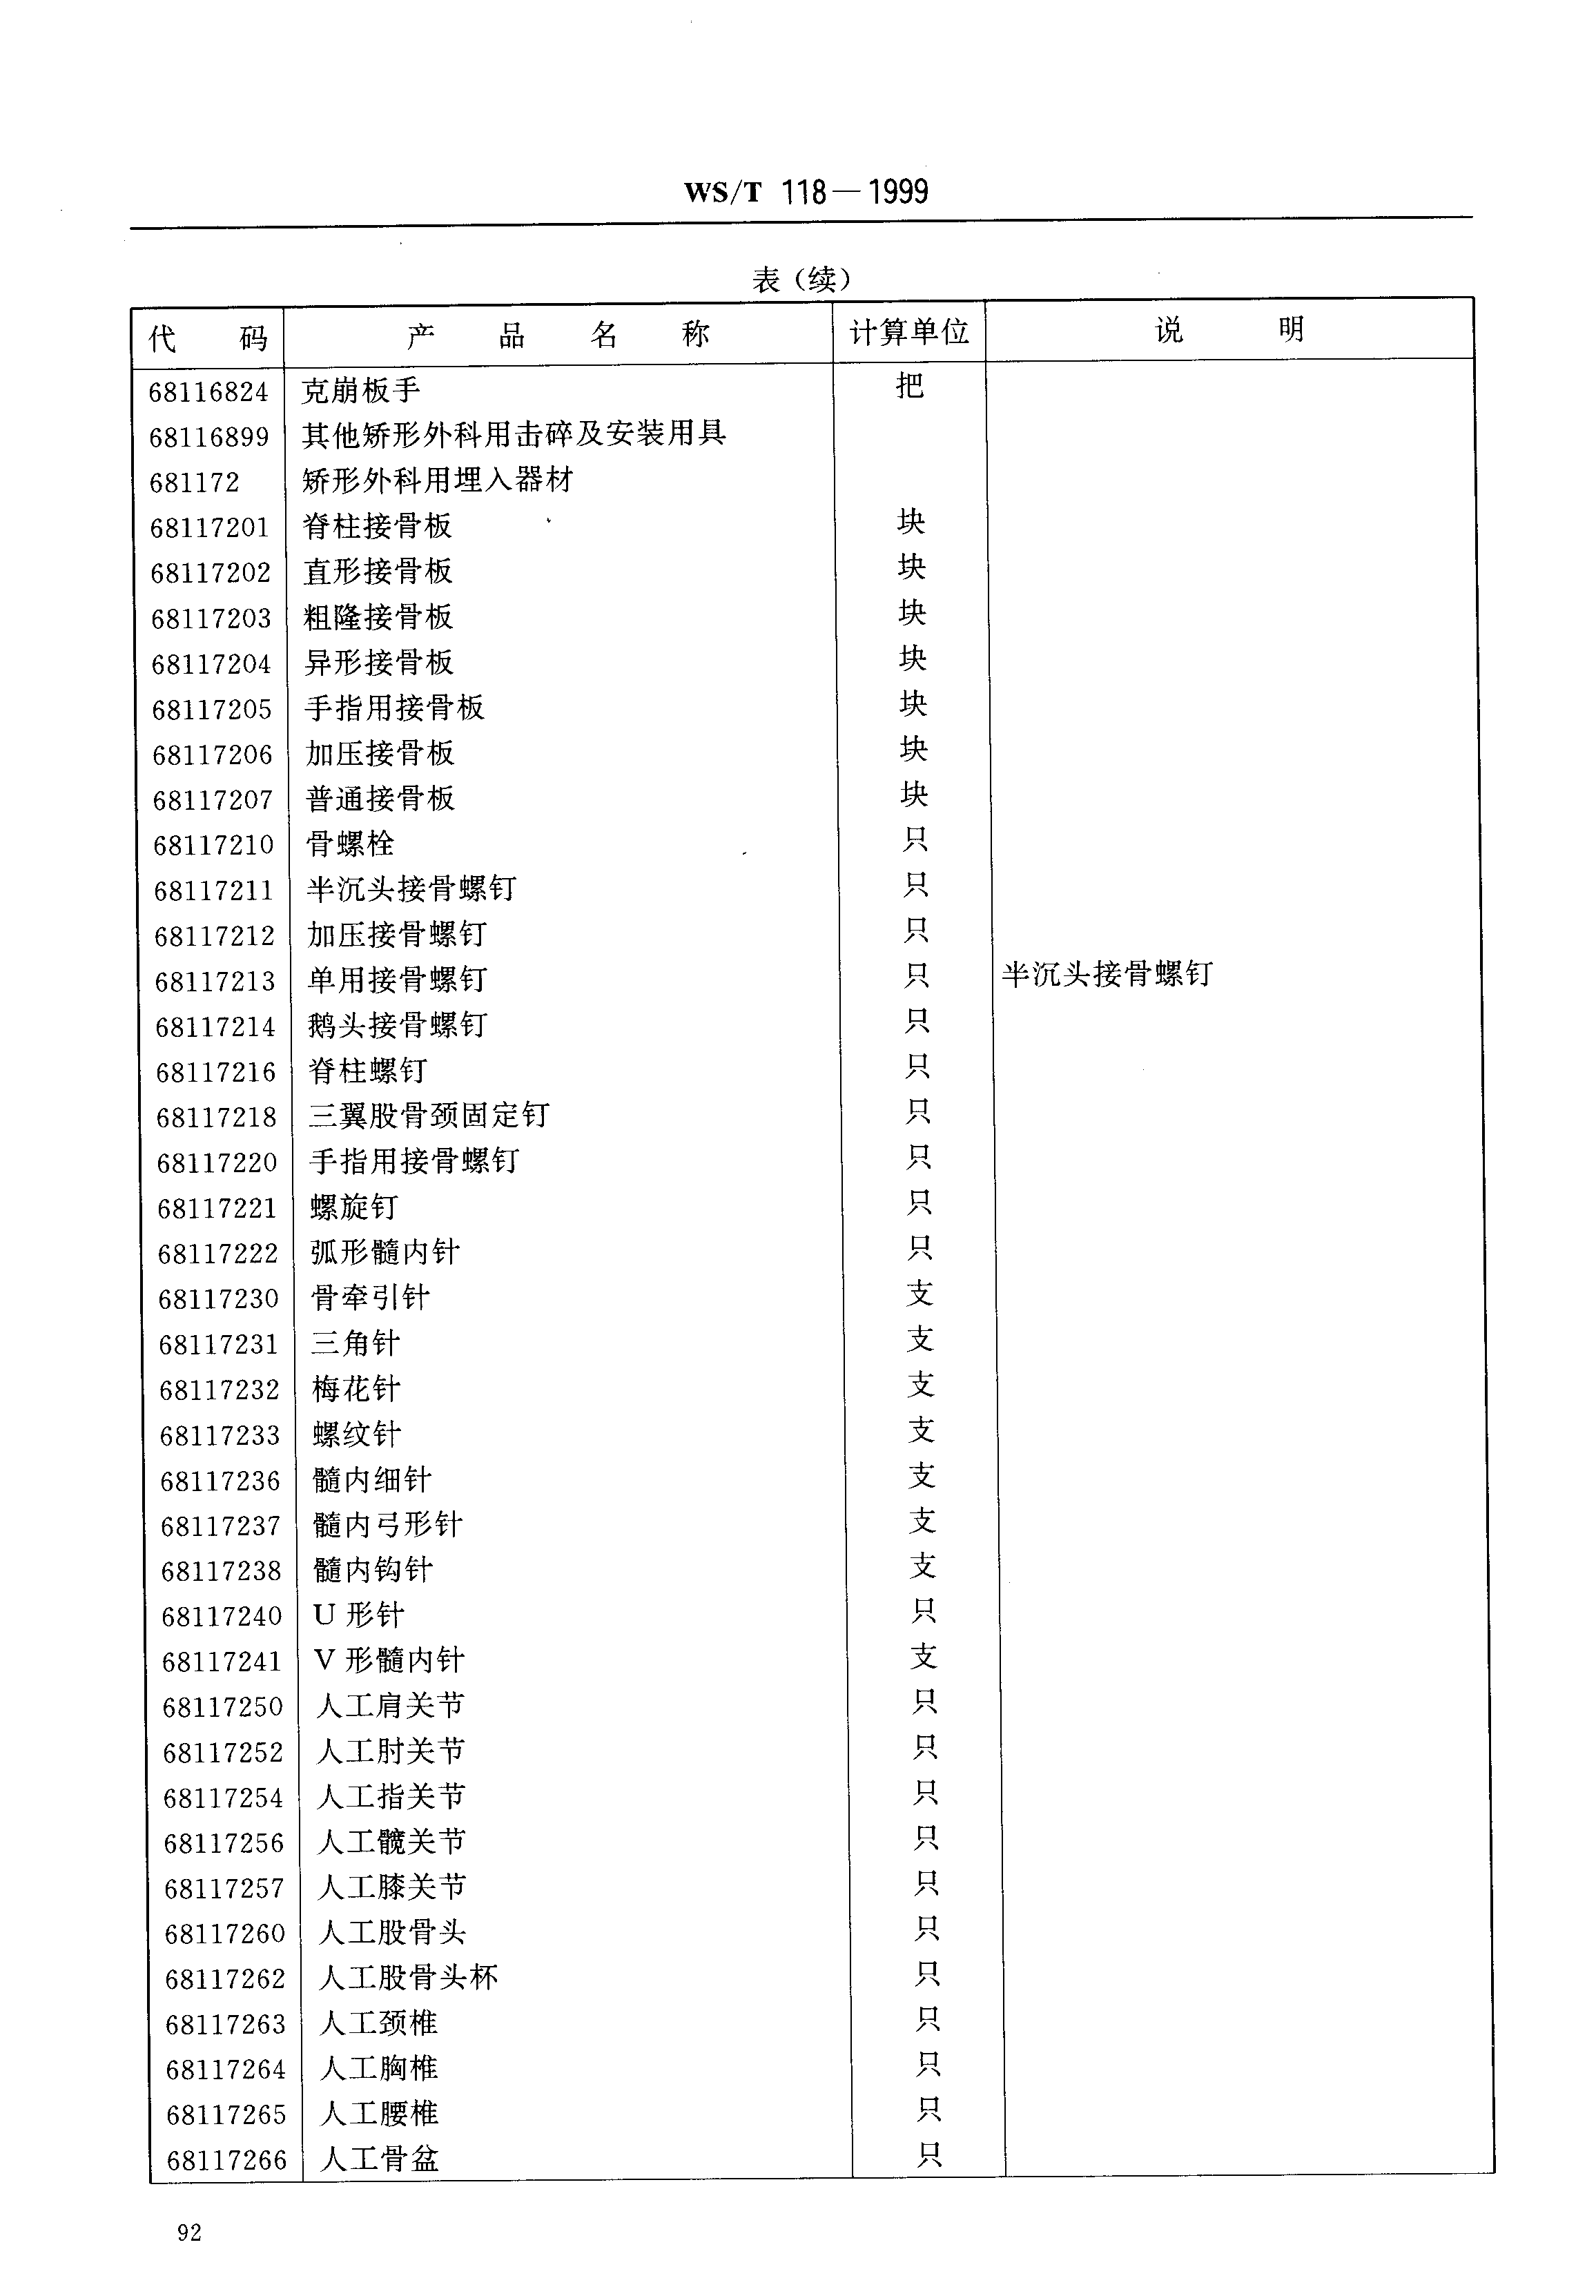 WS/T 118—1999
表（续）
代 码 产 品 名 称 计算单位 说 明
68116824 克崩板手 把
68116899 其他矫形外科用击碎及安装用具
681172 矫形外科用埋入器材
68117201 脊柱接骨板 块
68117202 直形接骨板 块
68117203 粗隆接骨板 块
68117204 异形接骨板 块
68117205 手指用接骨板 块
68117206 加压接骨板 块
68117207 普通接骨板 块
68117210 骨螺栓 只
68117211 半沉头接骨螺钉 只
68117212 加压接骨螺钉 只
68117213 单用接骨螺钉 只 半沉头接骨螺钉
68117214 鹅头接骨螺钉 只
68117216 脊柱螺钉 只
68117218 三翼股骨颈固定钉 只
68117220 手指用接骨螺钉 只
68117221 螺旋钉 只
68117222 弧形髓内针 只
68117230 骨牵引针 支
68117231 三角针 支
68117232 梅花针 支
68117233 螺纹针 支
68117236 髓内细针 支
68117237 髓内弓形针 支
68117238 髓内钩针 支
68117240 U 形针 只
68117241 V 形髓内针 支
68117250 人工肩关节 只
68117252 人工肘关节 只
68117254 人工指关节 只
68117256 人工髋关节 只
68117257 人工膝关节 只
68117260 人工股骨头 只
68117262 人工股骨头杯 只
68117263 人工颈椎 只
68117264 人工胸椎 只
68117265 人工腰椎 只
68117266 人工骨盆 只
92